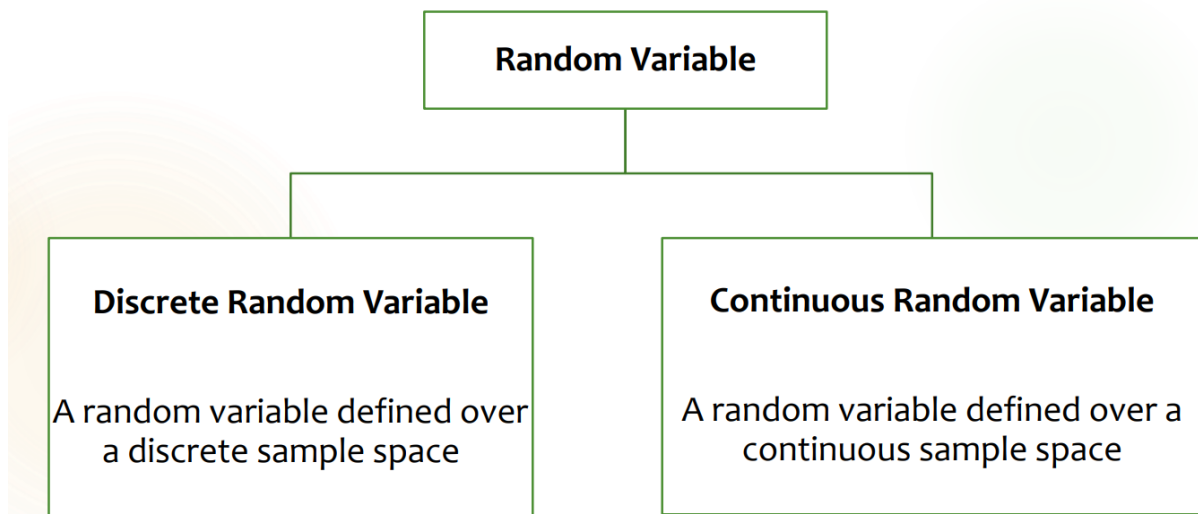 Random Variable
Discrete Random Variable
A random variable defined over
a discrete sample space
Continuous Random Variable
A random variable defined over a
continuous sample space